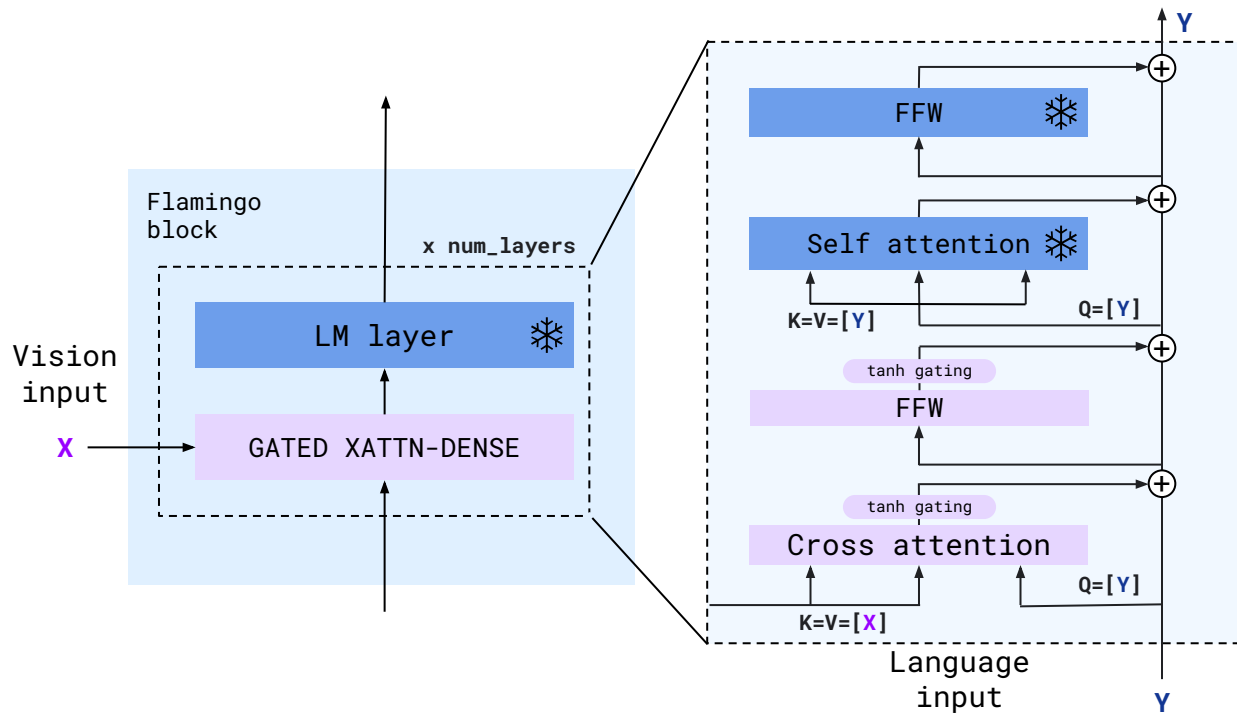 Flamingo
block
x num_layers
LM layer
GATED XATTN-DENSE
Vision
input
X
Y
+
FFW
+
Self attention
K=V=[Y]
Q=[Y]
+
tanh gating
FFW
+
tanh gating
Cross attention
Q=[Y]
K=V=[X]
Language
input
Y